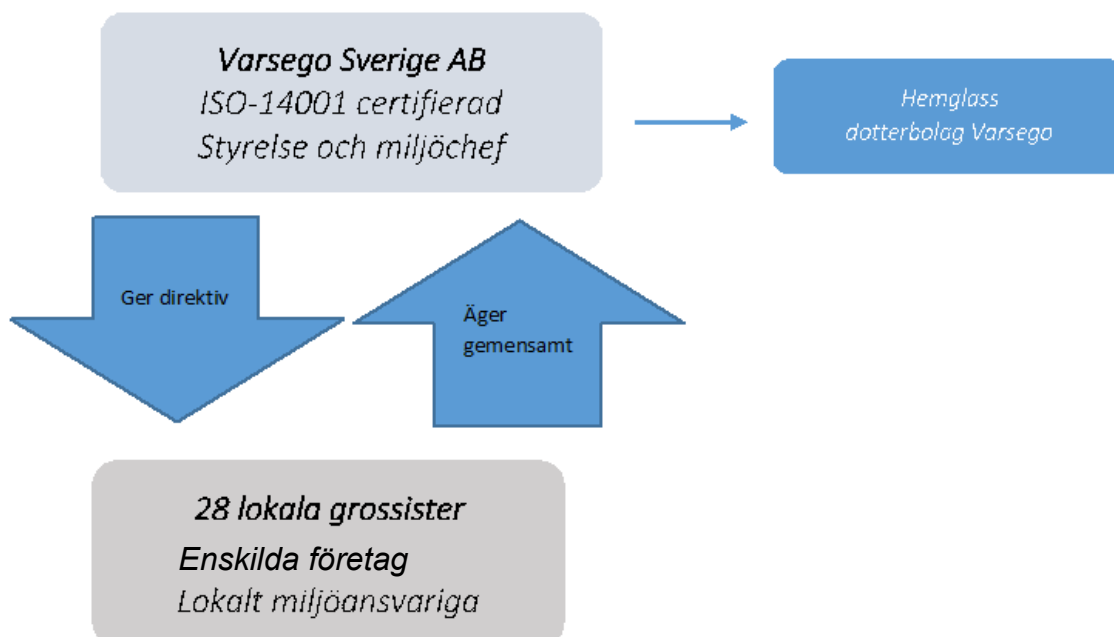 Varsego Sverige AB
ISO-14001 certifierad
Styrelse och miljöchef
Hemglass
dotterbolag Varsego
Ger direktiv
Äger
gemensamt
28 lokala grossister
Enskilda företag
Lokalt miljöansvariga